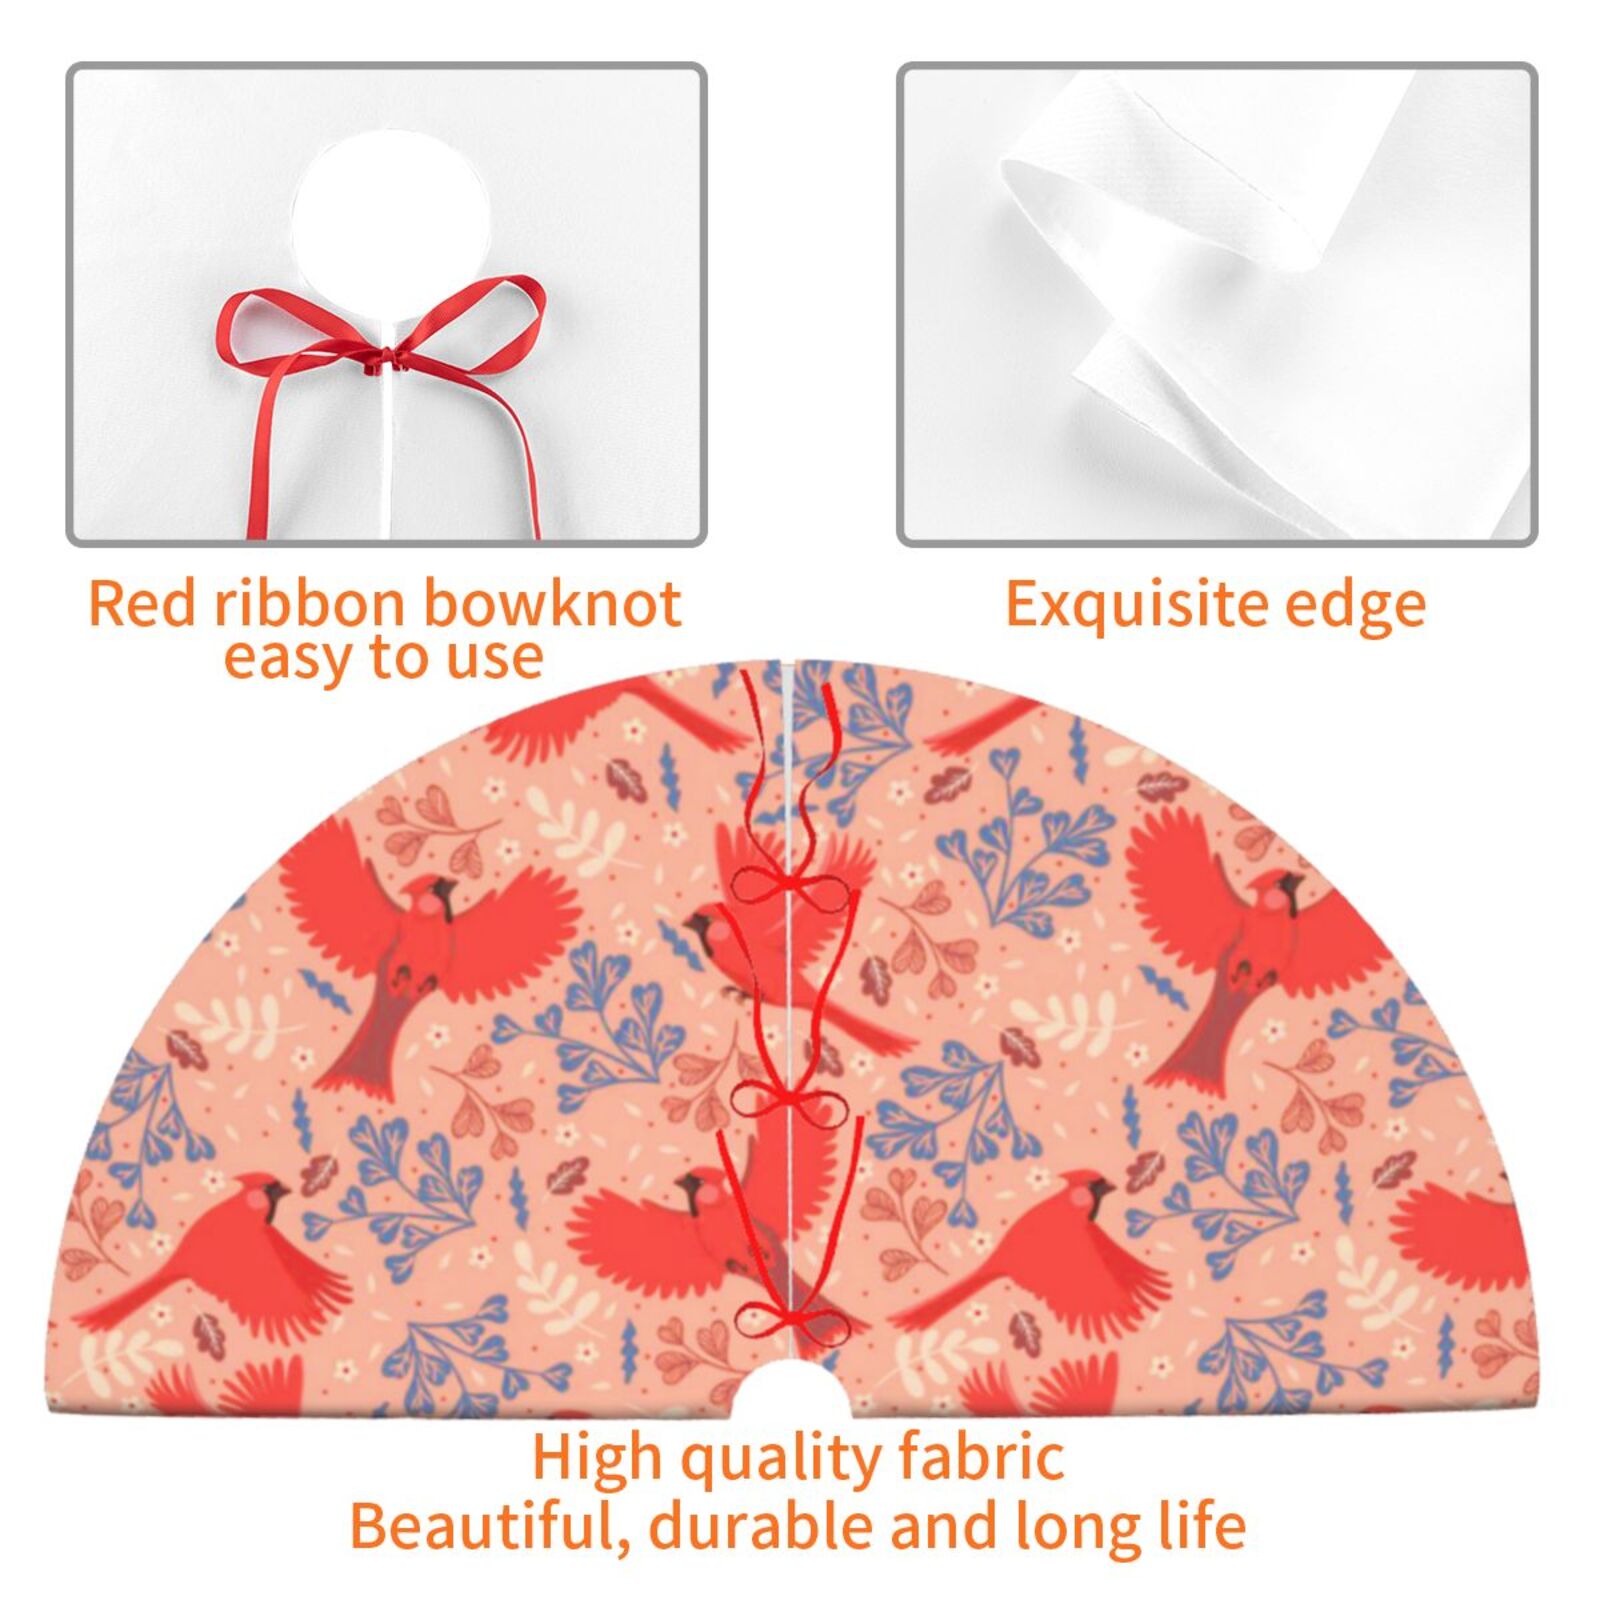 Red ribbon bowknot
easy to use
Exquisite edge
High quality fabric
Beautiful, durable and long life